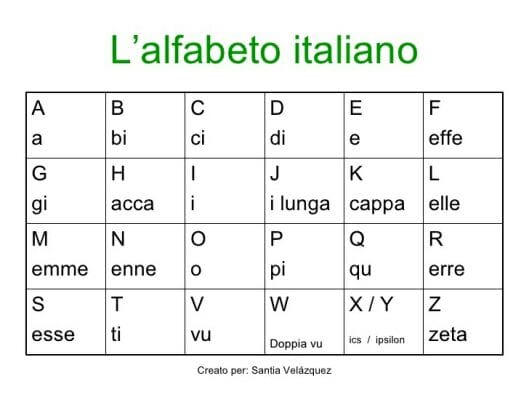 L’alfabeto italiano
A B C D E F
a bi ci di e effe
G H I J K L
gi acca i i lunga cappa elle
M N O P Q R
emme enne o pi qu erre
S T V W X / Y Z
esse ti vu Doppia vu ics / ipsilon zeta
Creato per: Santia Velázquez